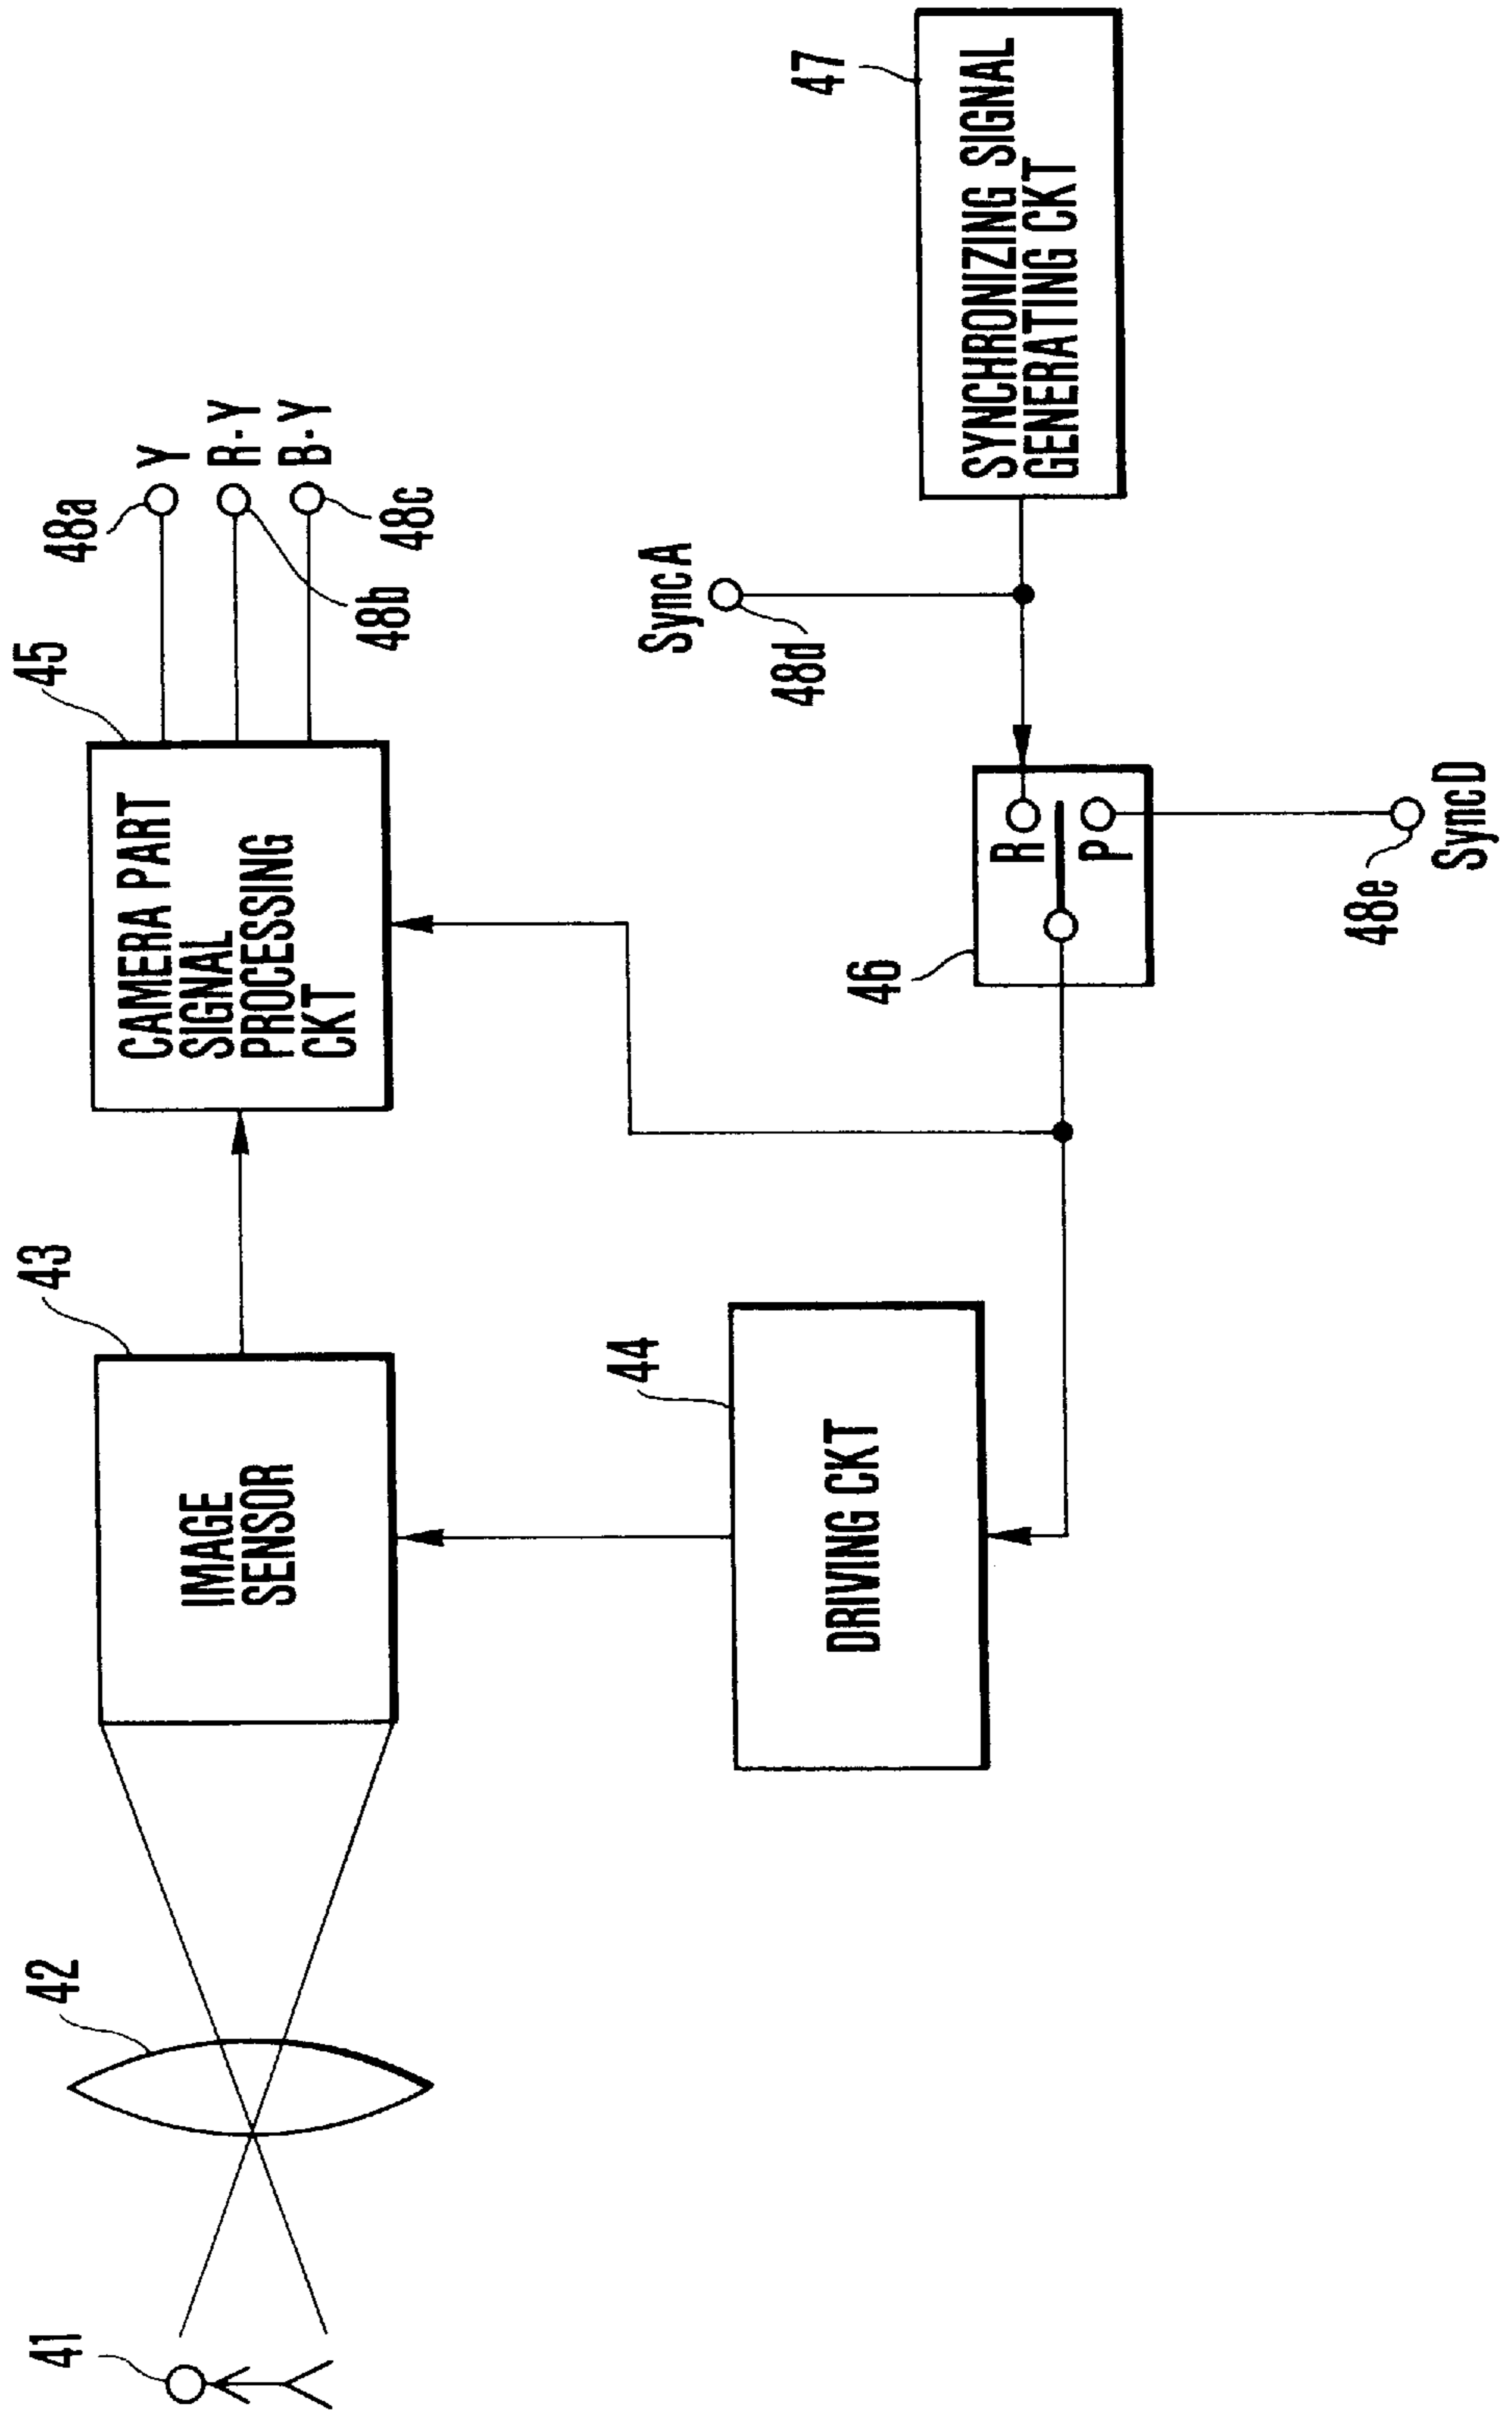 41
42
43
IMAGE
SENSOR
45
CAMERA PART
SIGNAL
PROCESSING
CKT
48a
Y
R-Y
B-Y
48b
48c
44
DRIVING CKT
46
R
P
SyncA
48d
48e
SyncD
47
SYNCHRONIZING SIGNAL
GENERATING CKT